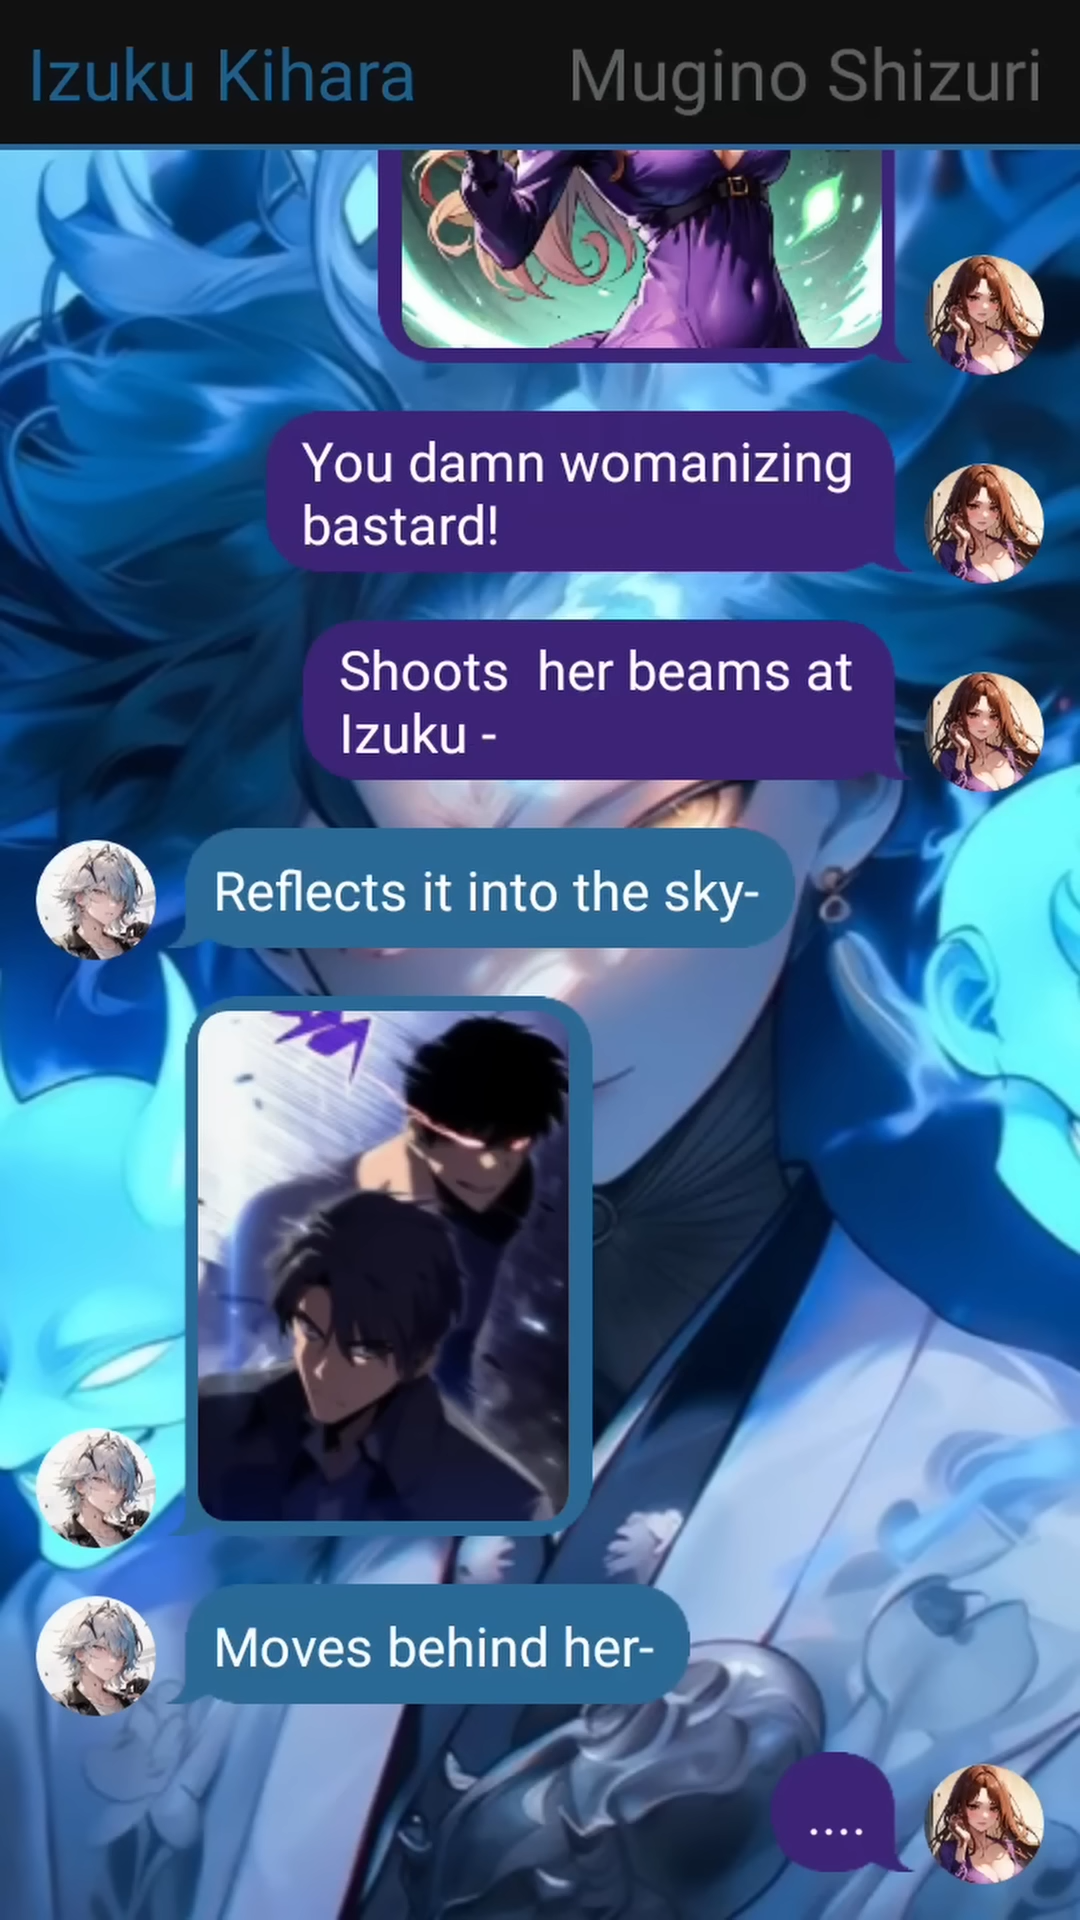 Izuku Kihara
Mugino Shizuri
You damn womanizing
bastard!
Shoots  her beams at
Izuku -
Reflects it into the sky-
Moves behind her-
....